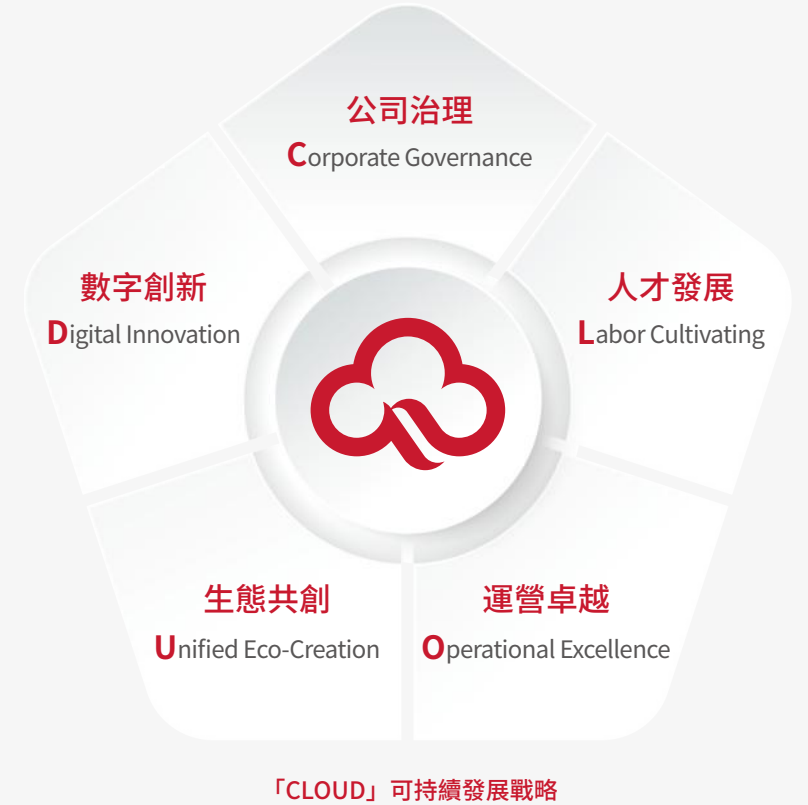 公司治理
Corporate Governance
人才發展
Labor Cultivating
運營卓越
Operational Excellence
生態共創
Unified Eco-Creation
數字創新
Digital Innovation
「CLOUD」可持續發展戰略